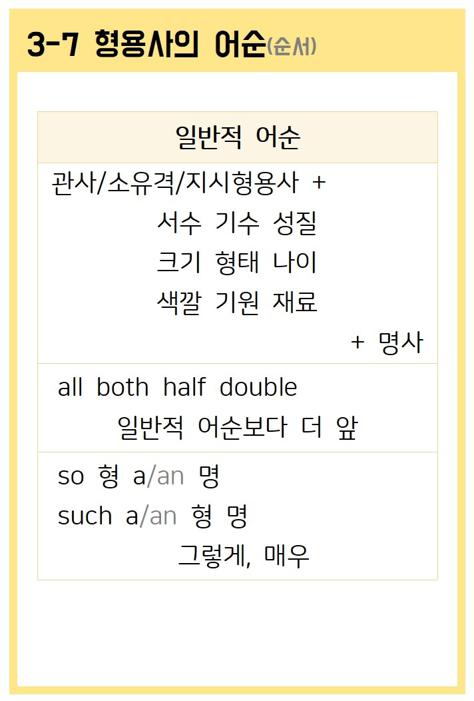 3-7 형용사의 어순(순서)
일반적 어순
관사/소유격/지시형용사 +
서수 기수 성질
크기 형태 나이
색깔 기원 재료
+ 명사
all both half double
일반적 어순보다 더 앞
so 형 a/an 명
such a/an 형 명
그렇게, 매우